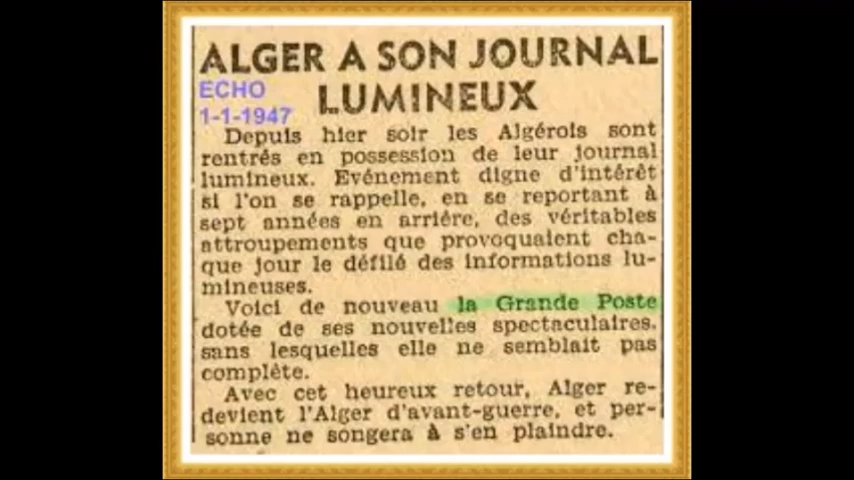 ALGER A SON JOURNAL
LUMINEUX
ECHO
1-1-1947
Depuis hier soir les Algérois sont
rentrés en possession de leur journal
lumineux. Evénement digne d'intérêt
si l'on se rappelle, en se reportant à
sept années en arrière, des véritables
attroupements que provoquaient cha-
que jour le défilé des informations lu-
mineuses.
Voici de nouveau la Grande Poste
dotée de ses nouvelles spectaculaires,
sans lesquelles elle ne semblait pas
complète.
Avec cet heureux retour, Alger re-
devient l'Alger d'avant-guerre, et per-
sonne ne songera à s'en plaindre.